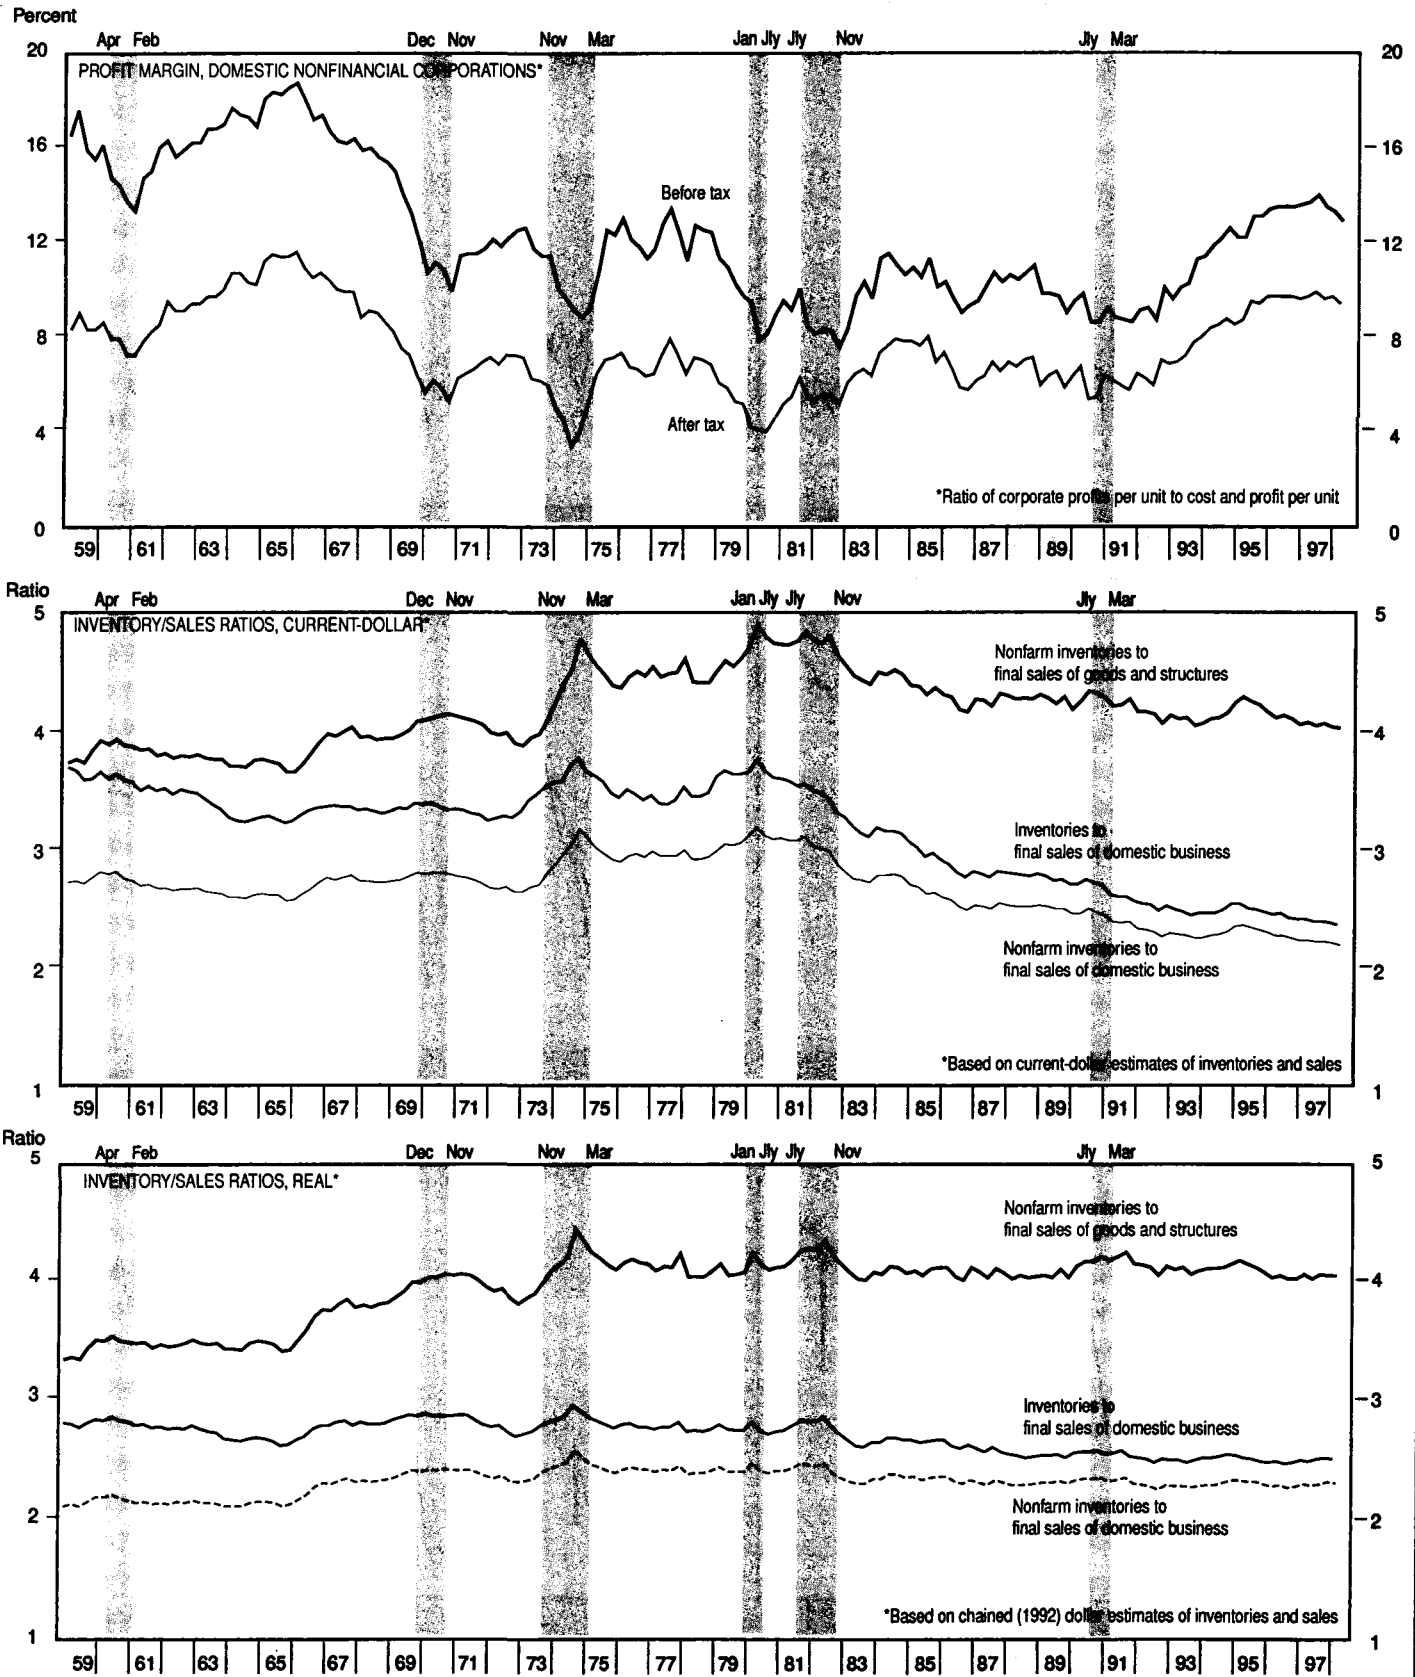 Percent
Apr Feb Dec Nov Nov Mar Jan Jly Jly Nov Jly Mar
20 20
PROFIT MARGIN, DOMESTIC NONFINANCIAL CORPORATIONS*
16 16
Before tax
12 12
8 8
After tax
4 4
*Ratio of corporate profits per unit to cost and profit per unit
0 0
59 61 63 65 67 69 71 73 75 77 79 81 83 85 87 89 91 93 95 97
Ratio
Apr Feb Dec Nov Nov Mar Jan Jly Jly Nov Jly Mar
5 5
INVENTORY/SALES RATIOS, CURRENT-DOLLAR*
Nonfarm inventories to
final sales of goods and structures
4 4
Inventories to
final sales of domestic business
3 3
Nonfarm inventories to
final sales of domestic business
2 2
*Based on current-dollar estimates of inventories and sales
1 1
59 61 63 65 67 69 71 73 75 77 79 81 83 85 87 89 91 93 95 97
Ratio
Apr Feb Dec Nov Nov Mar Jan Jly Jly Nov Jly Mar
5 5
INVENTORY/SALES RATIOS, REAL*
Nonfarm inventories to
final sales of goods and structures
4 4
3 3
Inventories to
final sales of domestic business
Nonfarm inventories to
2 2
final sales of domestic business
*Based on chained (1992) dollar estimates of inventories and sales
1 1
59 61 63 65 67 69 71 73 75 77 79 81 83 85 87 89 91 93 95 97